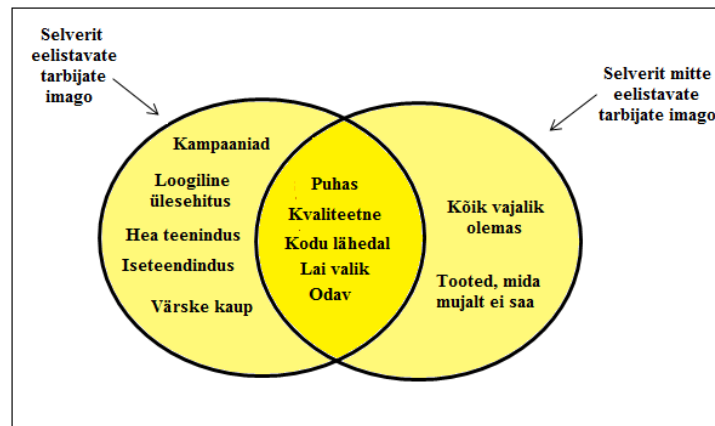 Selverit
eelistavate
tarbijate
imago
Selverit mitte
eelistavate
tarbijate imago
Kampaaniad
Loogiline
ülesehitus
Hea teenindus
Iseteendindus
Värske kaup
Puhas
Kvaliteetne
Kodu lähedal
Lai valik
Odav
Kõik vajalik
olemas
Tooted, mida
mujalt ei saa